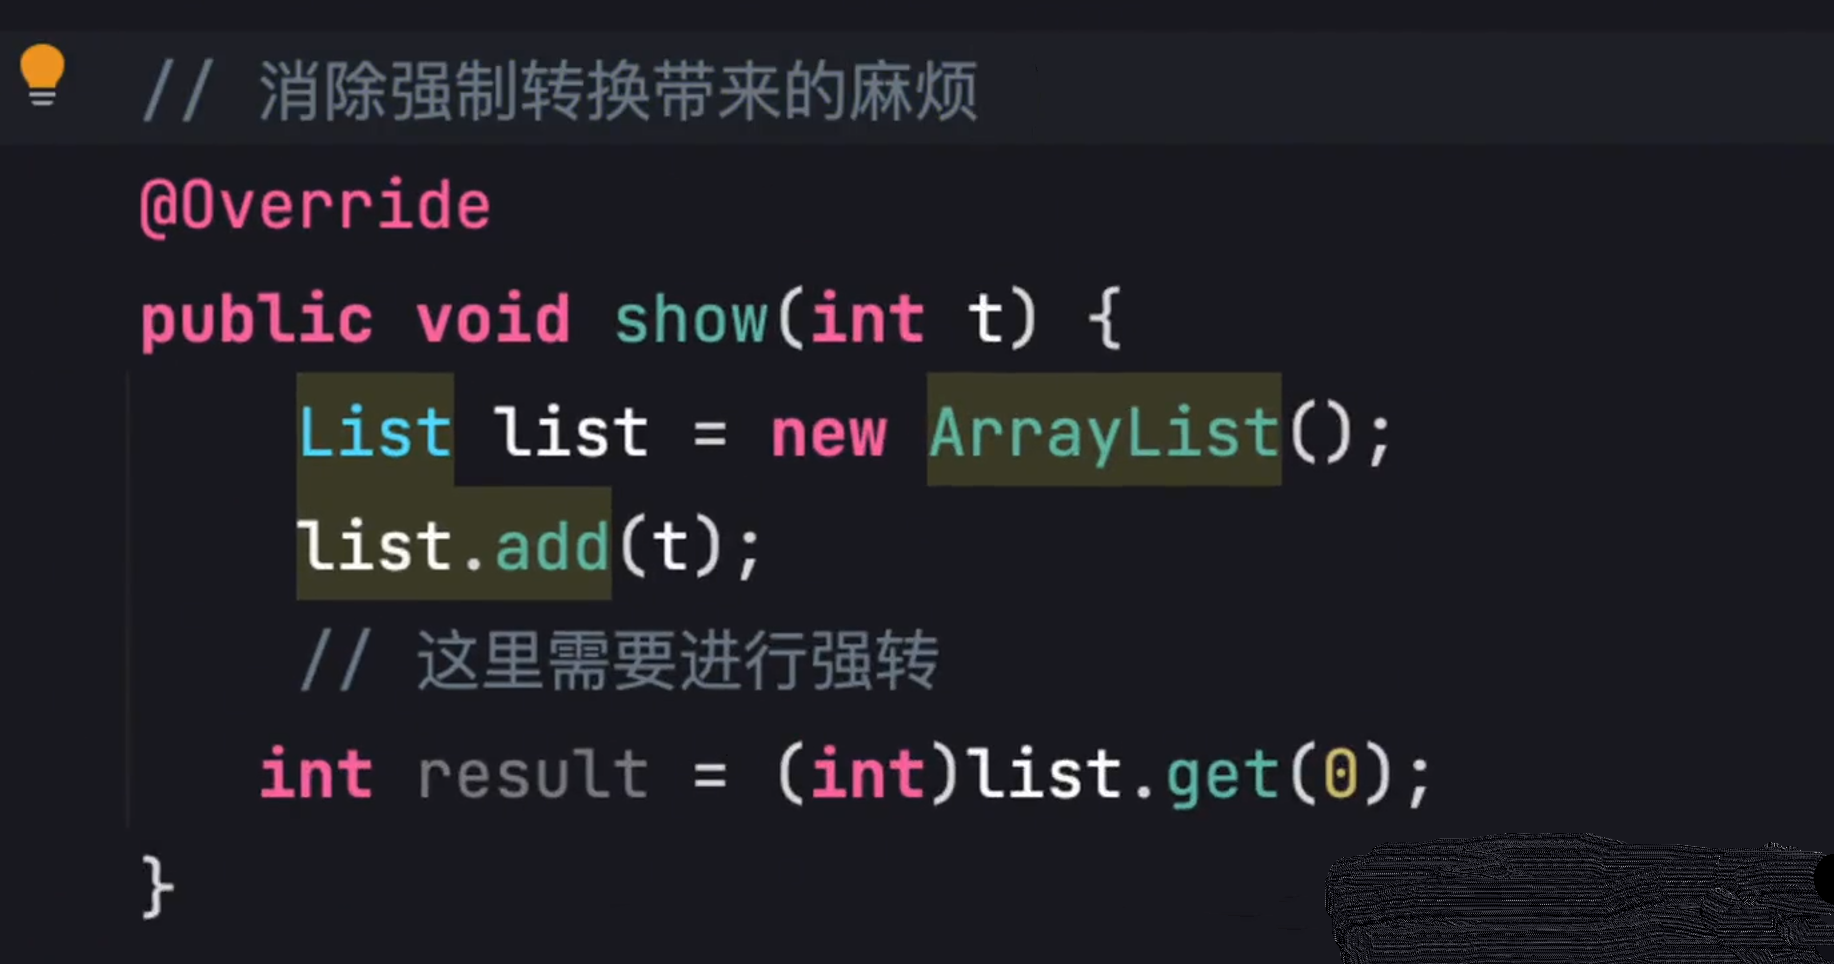 // 消除强制转换带来的麻烦
@Override
public void show(int t) {
List list = new ArrayList();
list.add(t);
// 这里需要进行强转
int result = (int)list.get(0);
}